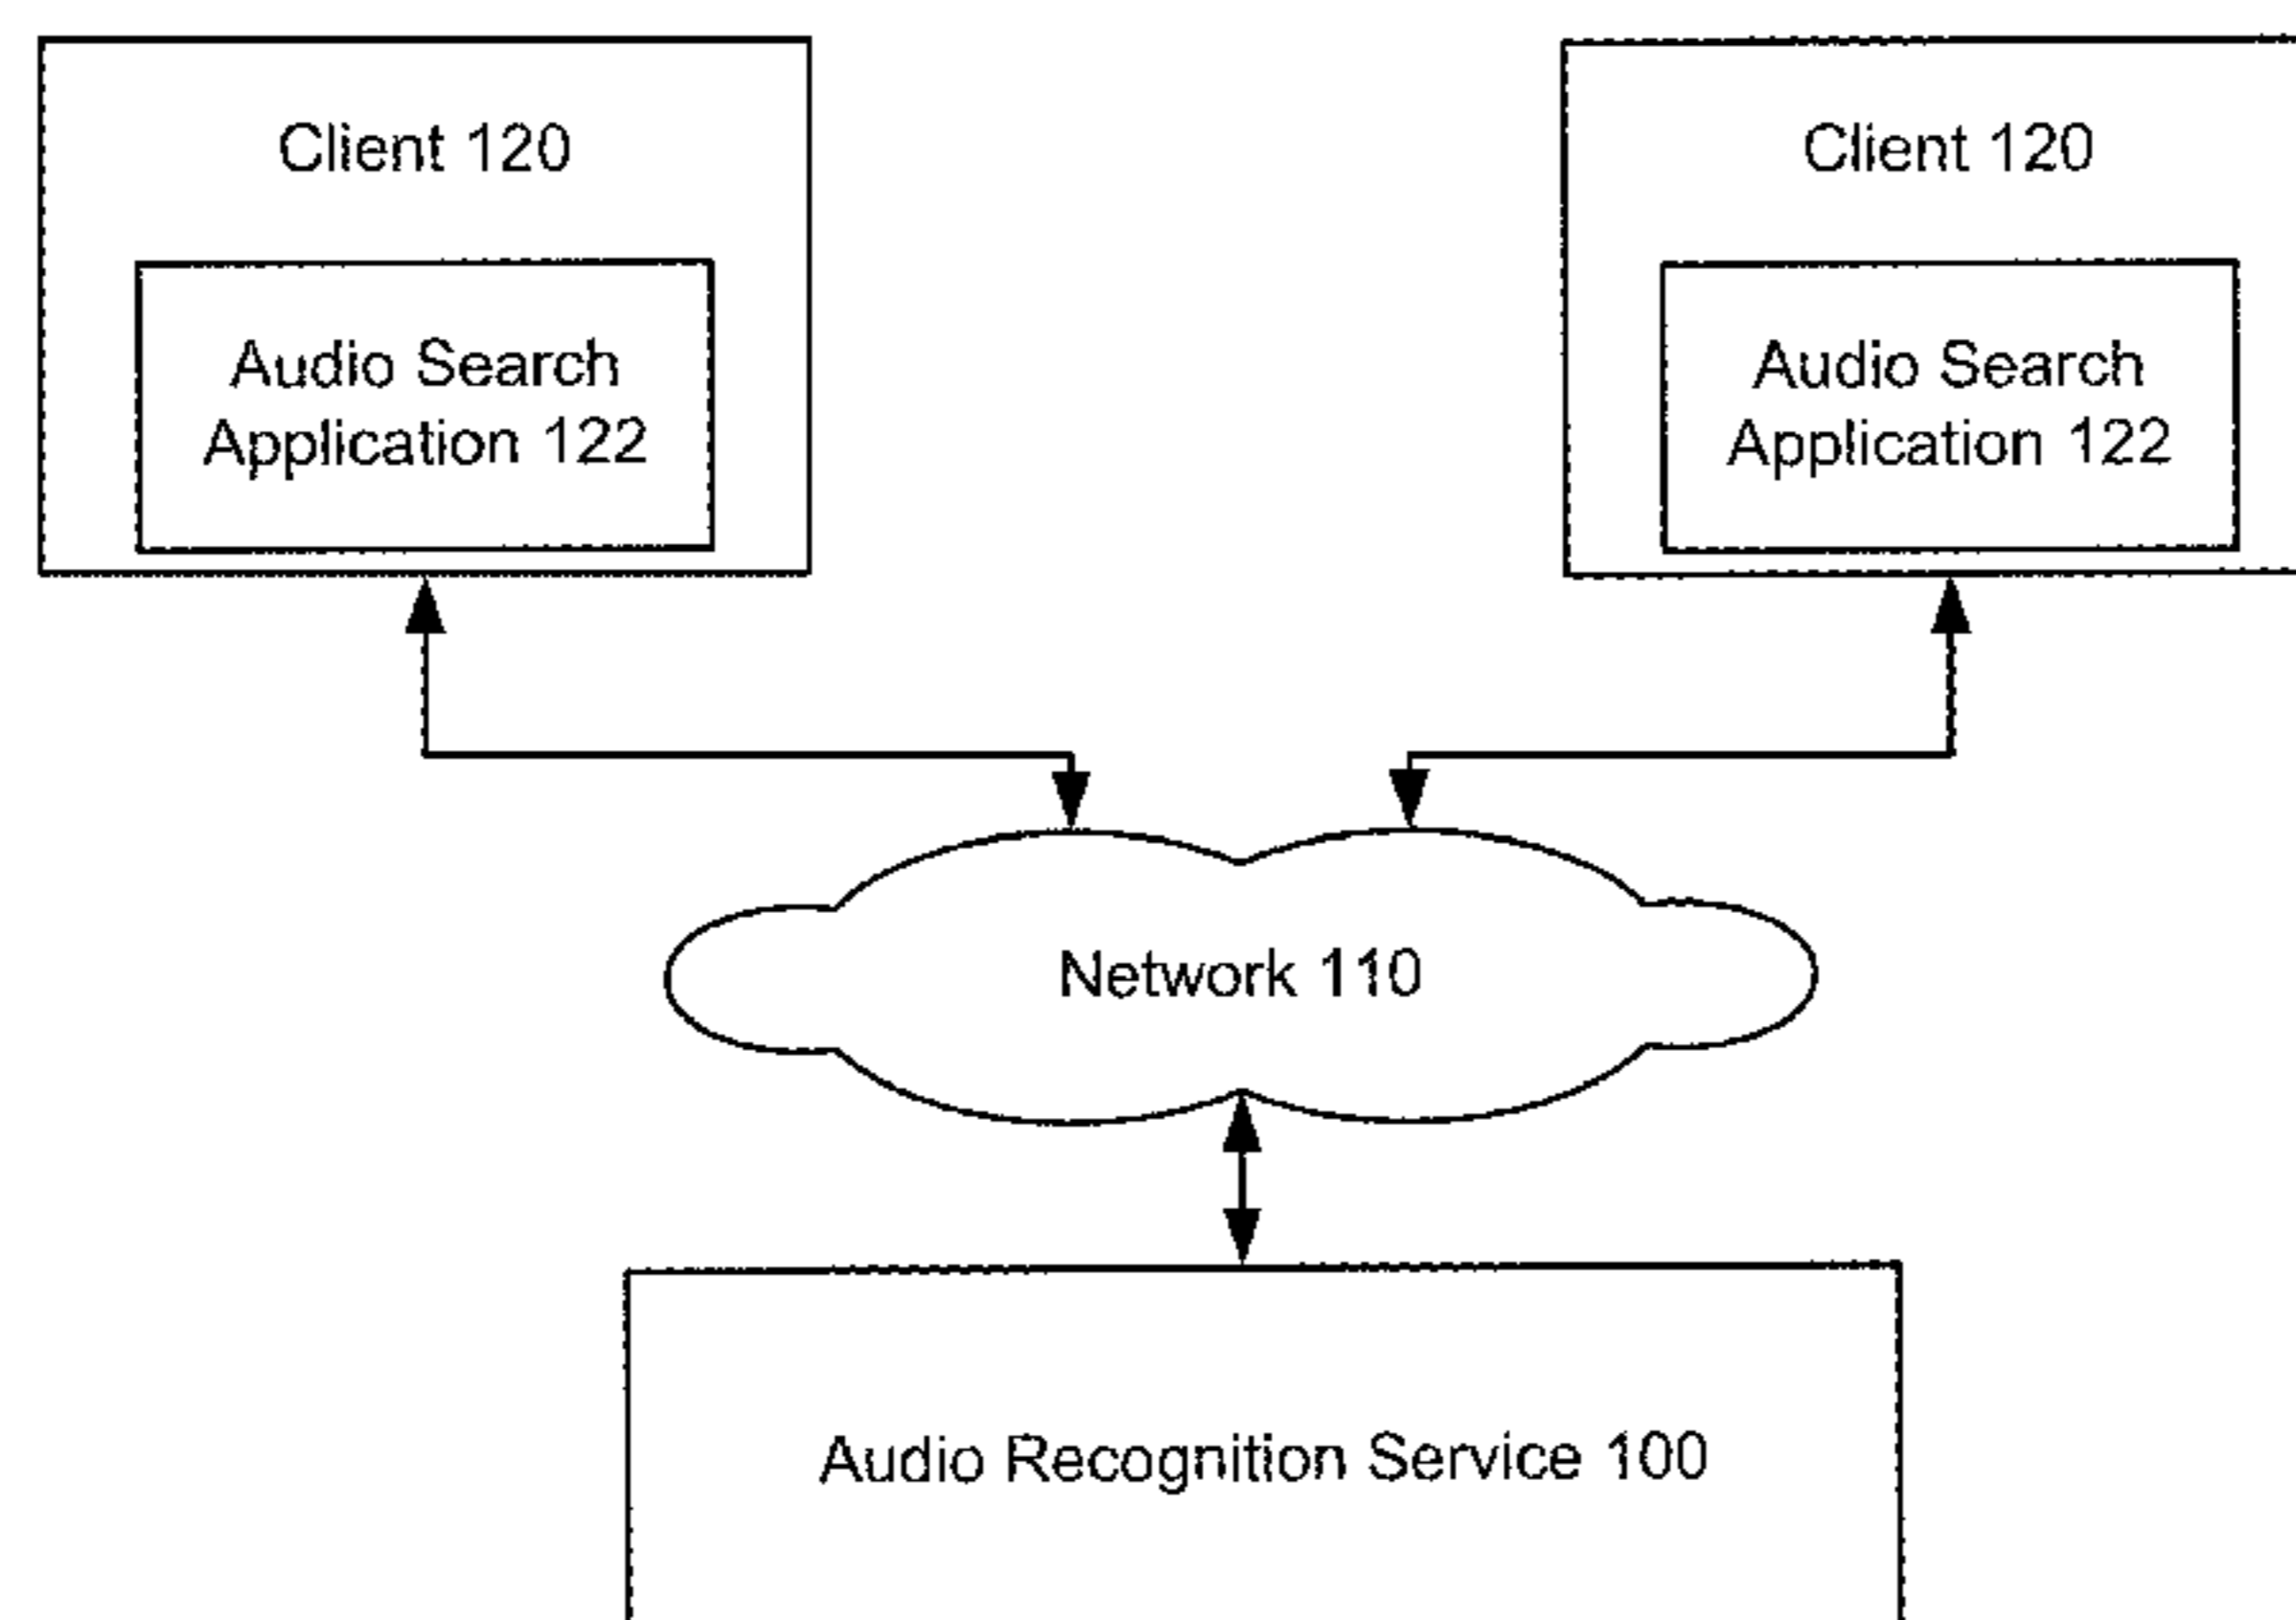 Client 120
Audio Search
Application 122
Client 120
Audio Search
Application 122
Network 110
Audio Recognition Service 100